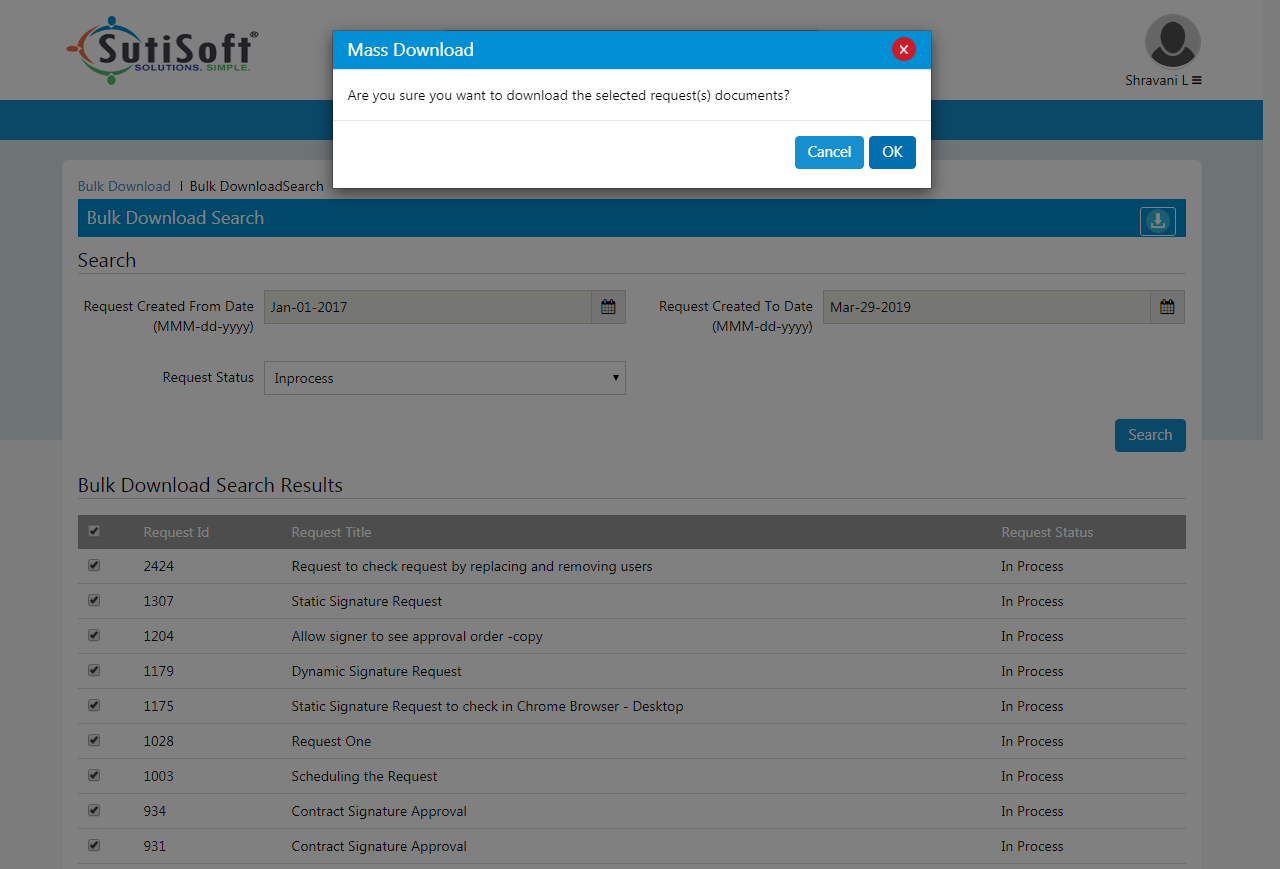 SutiSoft®
SOLUTIONS. SIMPLE.
Shravani L
Mass Download
Are you sure you want to download the selected request(s) documents?
Cancel OK
Bulk Download | Bulk DownloadSearch
Bulk Download Search
Search
Request Created From Date
(MMM-dd-yyyy)
Jan-01-2017
Request Created To Date
(MMM-dd-yyyy)
Mar-29-2019
Request Status
Inprocess
Search
Bulk Download Search Results
Request Id Request Title Request Status
2424 Request to check request by replacing and removing users In Process
1307 Static Signature Request In Process
1204 Allow signer to see approval order -copy In Process
1179 Dynamic Signature Request In Process
1175 Static Signature Request to check in Chrome Browser - Desktop In Process
1028 Request One In Process
1003 Scheduling the Request In Process
934 Contract Signature Approval In Process
931 Contract Signature Approval In Process